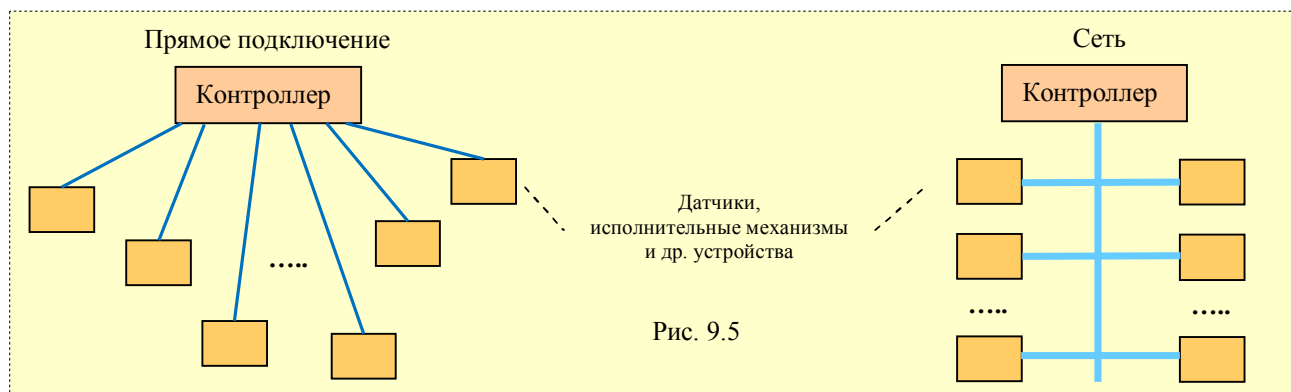 Прямое подключение
Контроллер
…..
Датчики,
исполнительные механизмы
и др. устройства
Рис. 9.5
Сеть
Контроллер
…..
…..